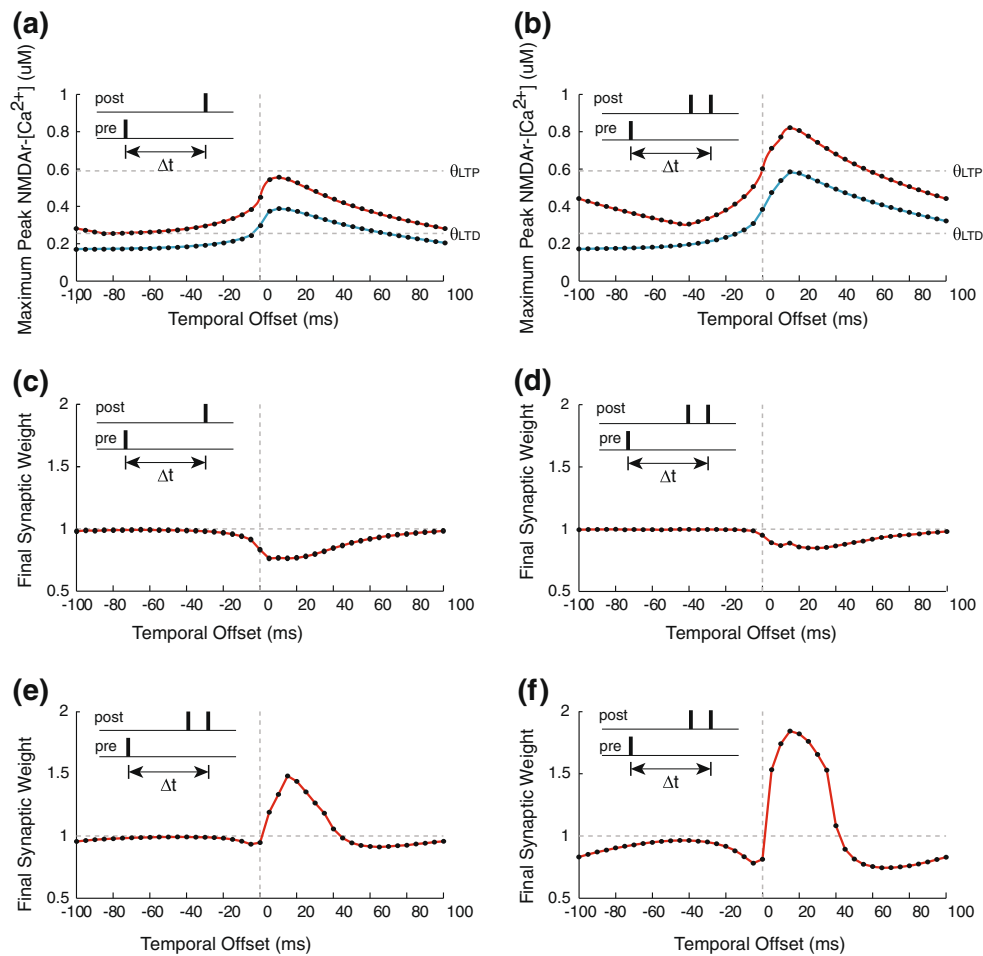 (a)
Maximum Peak NMDAr-[Ca2+] (uM)
1
0.8
0.6
0.4
0.2
0
post
pre
Δt
θLTP
θLTD
-100 -80 -60 -40 -20 0 20 40 60 80 100
Temporal Offset (ms)
(b)
Maximum Peak NMDAr-[Ca2+] (uM)
1
0.8
0.6
0.4
0.2
0
post
pre
Δt
θLTP
θLTD
-100 -80 -60 -40 -20 0 20 40 60 80 100
Temporal Offset (ms)
(c)
Final Synaptic Weight
2
1.5
1
0.5
post
pre
Δt
-100 -80 -60 -40 -20 0 20 40 60 80 100
Temporal Offset (ms)
(d)
Final Synaptic Weight
2
1.5
1
0.5
post
pre
Δt
-100 -80 -60 -40 -20 0 20 40 60 80 100
Temporal Offset (ms)
(e)
Final Synaptic Weight
2
1.5
1
0.5
post
pre
Δt
-100 -80 -60 -40 -20 0 20 40 60 80 100
Temporal Offset (ms)
(f)
Final Synaptic Weight
2
1.5
1
0.5
post
pre
Δt
-100 -80 -60 -40 -20 0 20 40 60 80 100
Temporal Offset (ms)